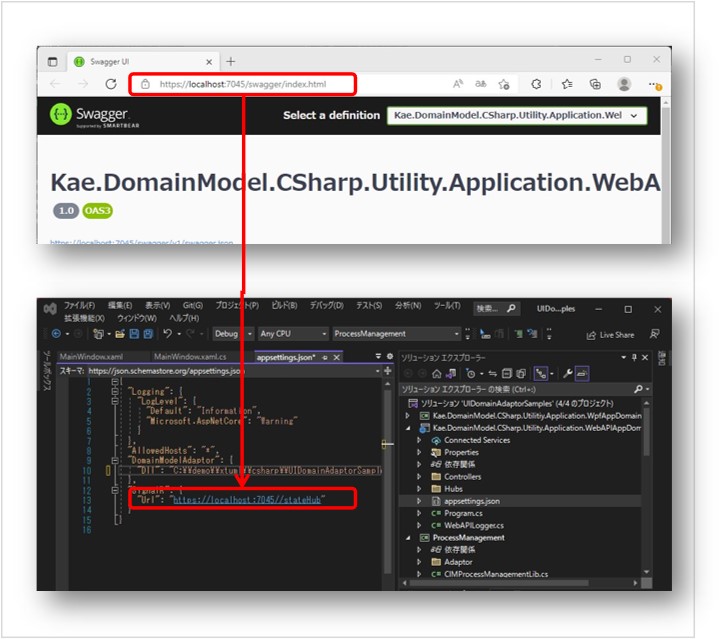 Swagger UI
https://localhost:7045/swagger/index.html
Swagger
Supported by SMARTBEAR
Select a definition
Kae.DomainModel.CSharp.Utility.Application.Wel
Kae.DomainModel.CSharp.Utility.Application.WebA
1.0 OAS3
https://localhost:7045/swagger/v1/swagger.json
ファイル(F) 編集(E) 表示(V) Git(G) プロジェクト(P) ビルド(B) デバッグ(D) テスト(S) 分析(N) ツール(T) 検索... UIDo...ples
拡張機能(X) ウィンドウ(W) ヘルプ(H)
Debug Any CPU ProcessManagement Live Share
ツールボックス
MainWindow.xaml MainWindow.xaml.cs appsettings.json*
スキーマ: https://json.schemastore.org/appsettings.json
1 {
2 "Logging": {
3 "LogLevel": {
4 "Default": "Information",
5 "Microsoft.AspNetCore": "Warning"
6 }
7 },
8 "AllowedHosts": "*",
9 "DomainModelAdaptor": {
10 "Dll": "C:\\demo\\xtuml\\csharp\\UIDomainAdaptorSample
11 },
12 {
13 "Url": "https://localhost:7045//stateHub"
14 }
15 }
16
ソリューション エクスプローラー
ソリューション エクスプローラー の検索 (Ctrl+;)
ソリューション 'UIDomainAdaptorSamples' (4/4 のプロジェクト)
Kae.DomainModel.CSharp.Utility.Application.WpfAppDomain
Kae.DomainModel.CSharp.Utility.Application.WebAPIAppDom
Connected Services
Properties
依存関係
Controllers
Hubs
appsettings.json
C# Program.cs
C# WebAPILogger.cs
ProcessManagement
依存関係
Adaptor
C# CIMProcessManagementLib.cs
通知